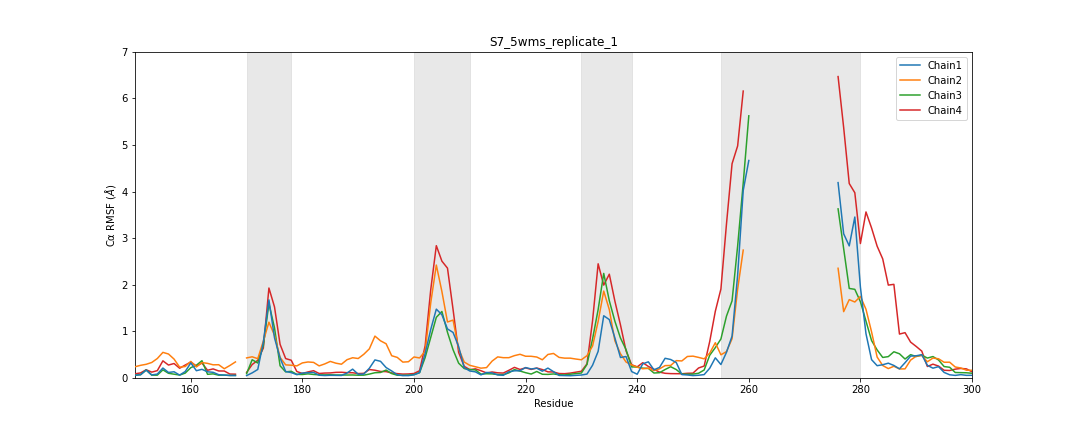 S7_5wms_replicate_1
Cα RMSF (Å)
7
6
5
4
3
2
1
0
160
180
200
220
240
260
280
300
Residue
Chain1
Chain2
Chain3
Chain4